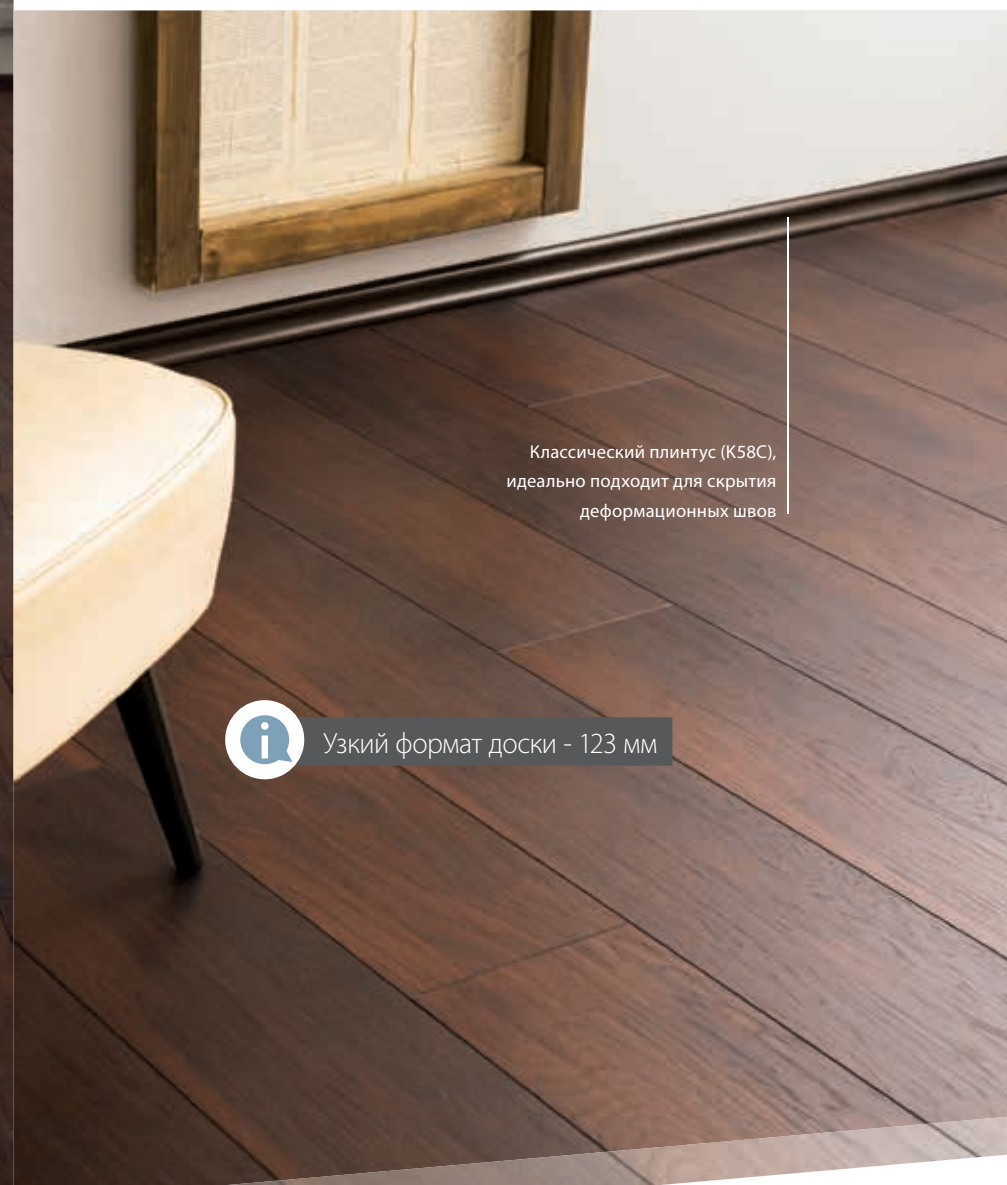 Классический плинтус (K58C),
идеально подходит для скрытия
деформационных швов
Узкий формат доски - 123 мм